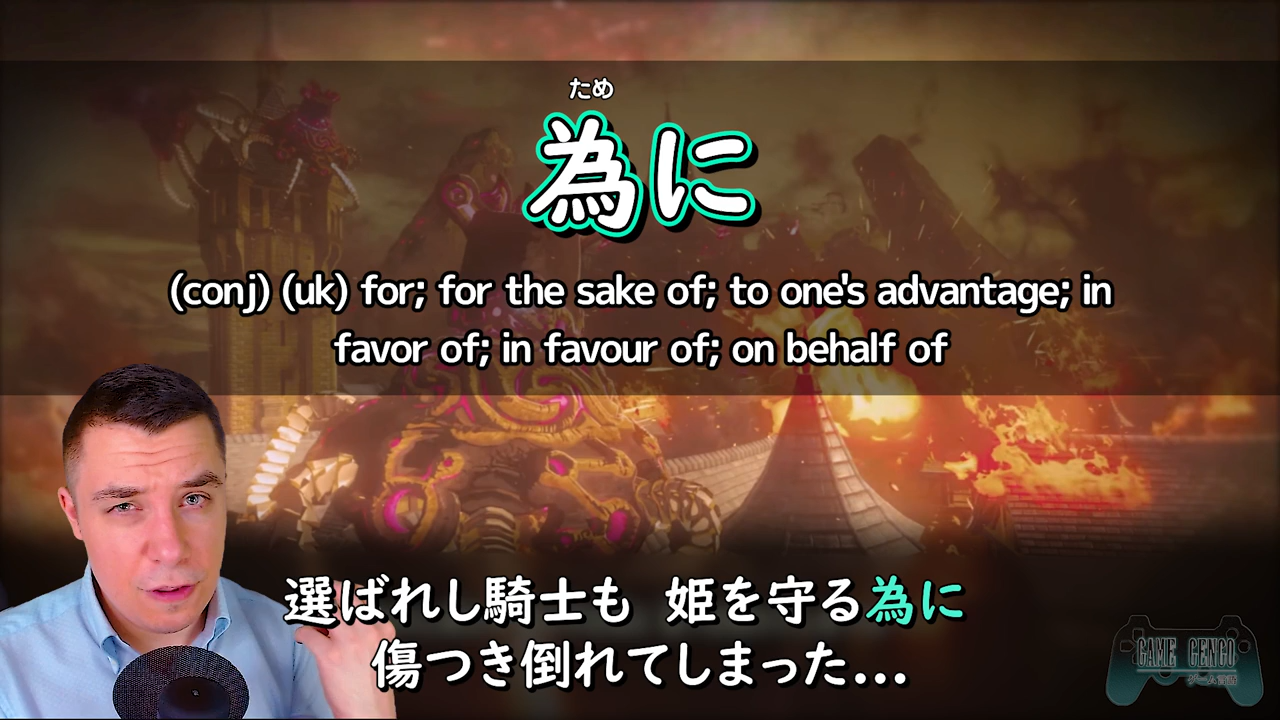 ため
為に
(conj) (uk) for; for the sake of; to one's advantage; in
favor of; in favour of; on behalf of
選ばれし騎士も 姫を守る為に
傷つき倒れてしまった...
GAME GENGO
ゲーム言語